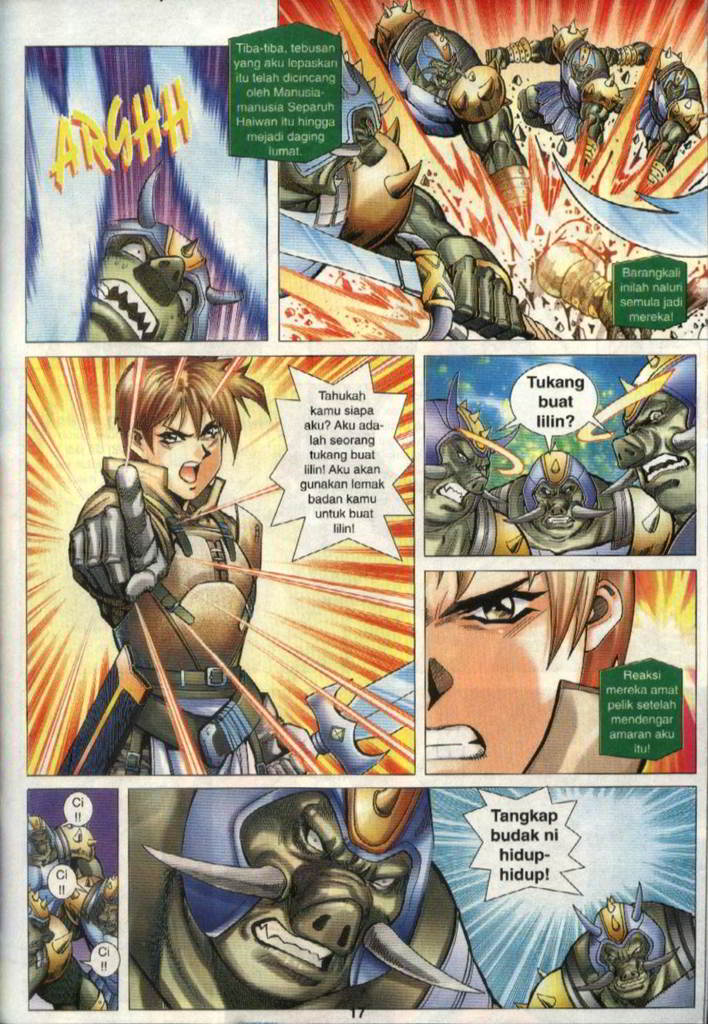 Tiba-tiba, tebusan
yang aku lepaskan
itu telah dicincang
oleh Manusia-
manusia Separuh
Haiwan itu hingga
mejadi daging
lumat.
ARGHH
Barangkali
inilah naluri
semula jadi
mereka!
Tahukah
kamu siapa
aku? Aku ada-
lah seorang
tukang buat
lilin! Aku akan
gunakan lemak
badan kamu
untuk buat
lilin!
Tukang
buat
lilin?
Reaksi
mereka amat
pelik setelah
mendengar
amaran aku
itu!
Ci
!!
Ci
!!
Ci
!!
Tangkap
budak ni
hidup-
hidup!
17